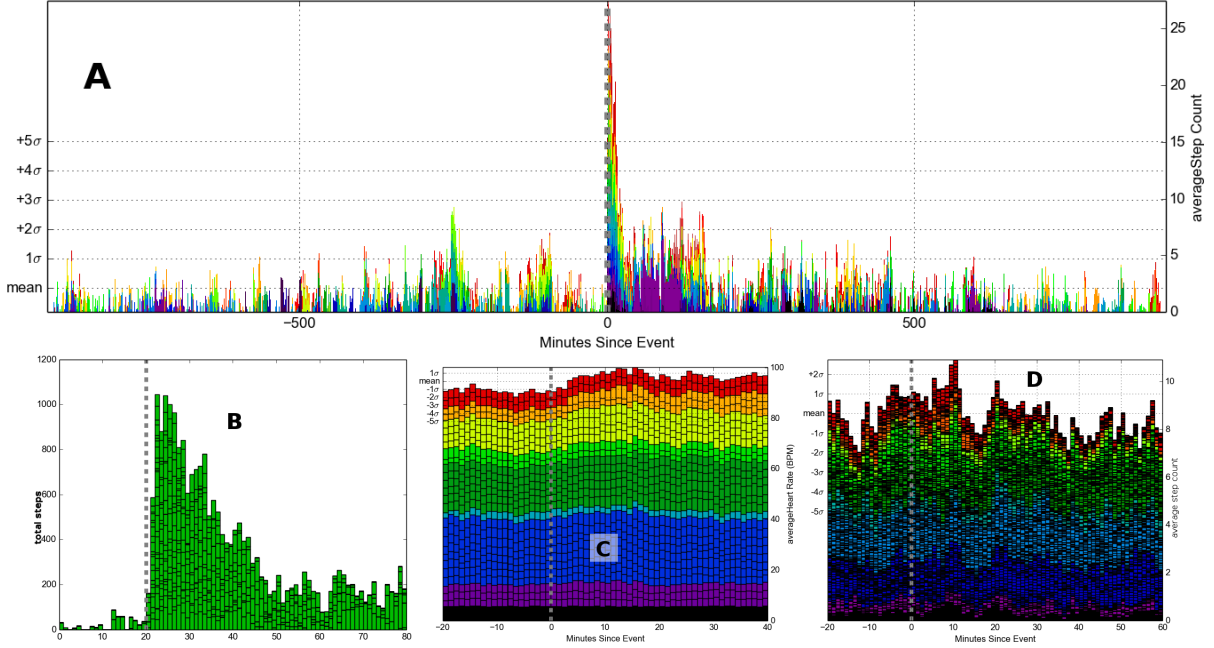 A
+5σ
+4σ
+3σ
+2σ
1σ
mean
25
20
15
10
5
0
averageStep Count
−500 0 500
Minutes Since Event
B
1200
1000
800
600
400
200
0
total steps
0 10 20 30 40 50 60 70 80
C
1σ
mean
-1σ
-3σ
-4σ
-5σ
100
80
60
40
20
0
averageHeart Rate (BPM)
−20 −10 0 10 20 30 40
Minutes Since Event
D
+2σ
1σ
mean
-1σ
-2σ
-3σ
-4σ
-5σ
10
8
6
4
2
0
average step count
−20 −10 0 10 20 30 40 50 60
Minutes Since Event